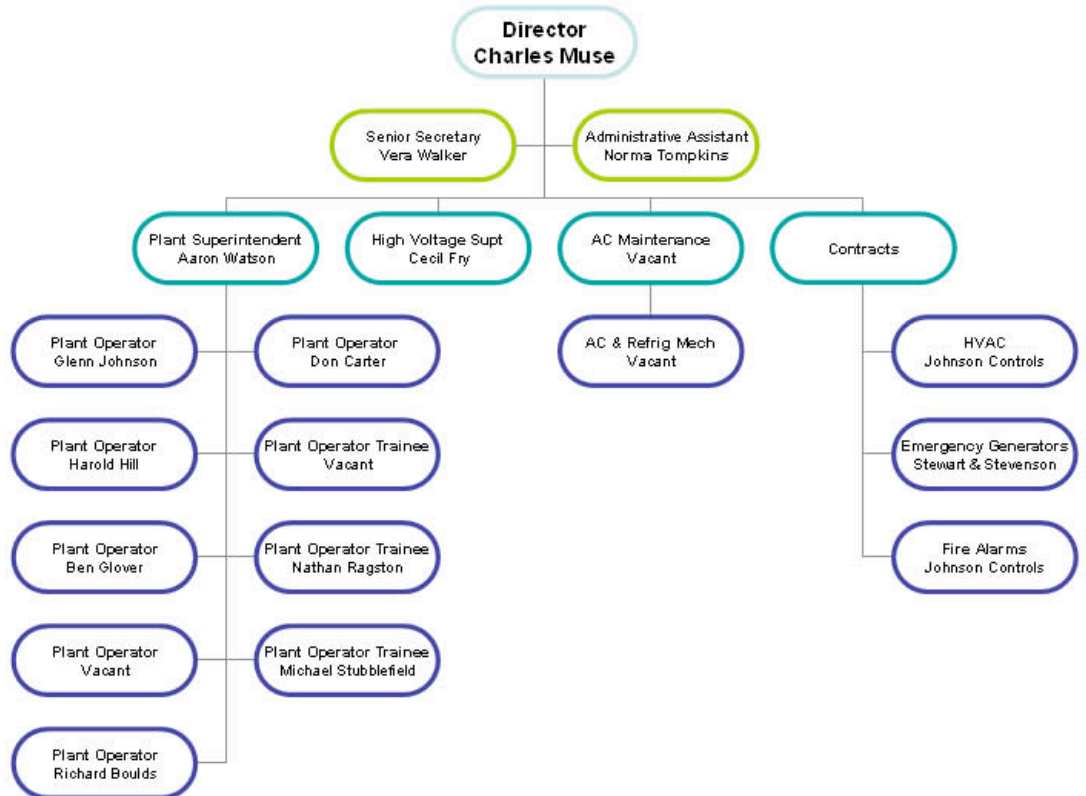 Director
Charles Muse
Senior Secretary
Vera Walker
Administrative Assistant
Norma Tompkins
Plant Superintendent
Aaron Watson
High Voltage Supt
Cecil Fry
AC Maintenance
Vacant
Contracts
Plant Operator
Glenn Johnson
Plant Operator
Don Carter
AC & Refrig Mech
Vacant
HVAC
Johnson Controls
Plant Operator
Harold Hill
Plant Operator Trainee
Vacant
Emergency Generators
Stewart & Stevenson
Plant Operator
Ben Glover
Plant Operator Trainee
Nathan Ragston
Fire Alarms
Johnson Controls
Plant Operator
Vacant
Plant Operator Trainee
Michael Stubblefield
Plant Operator
Richard Boulds